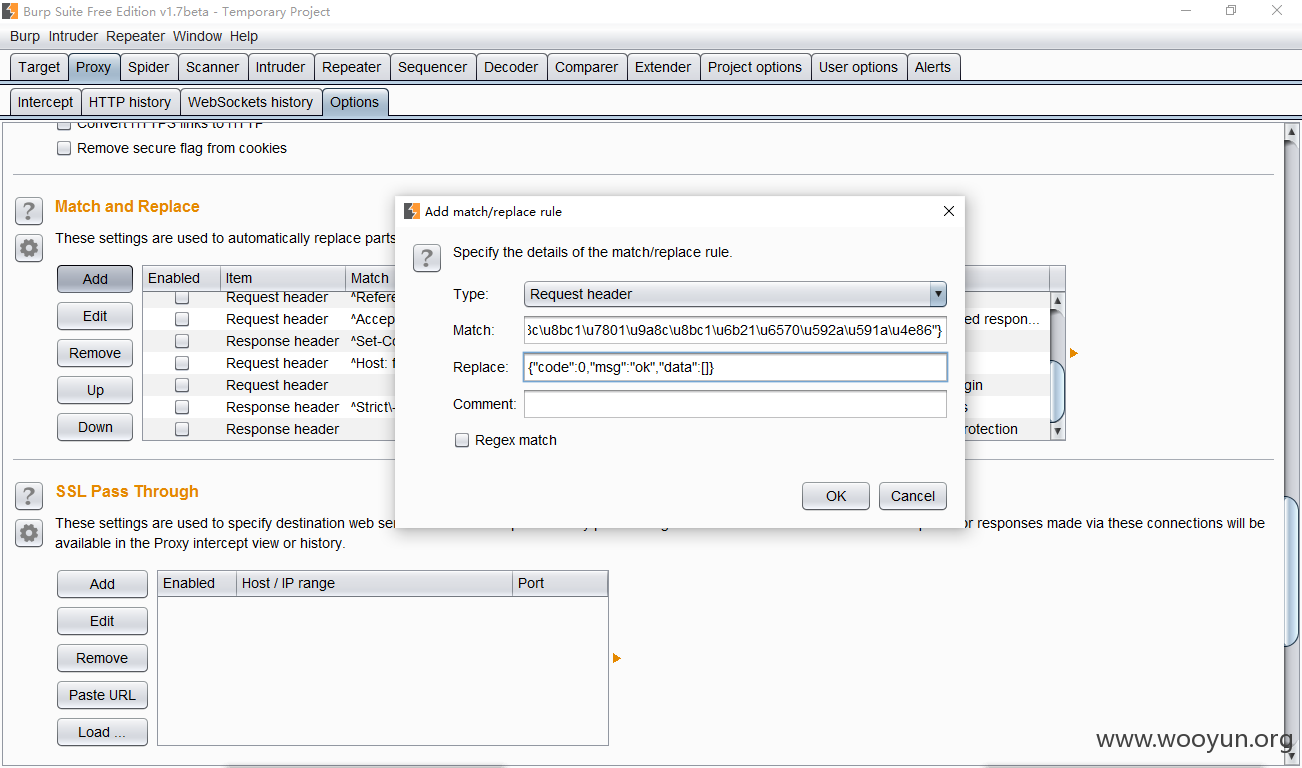 Burp Suite Free Edition v1.7beta - Temporary Project
Burp Intruder Repeater Window Help
Target Proxy Spider Scanner Intruder Repeater Sequencer Decoder Comparer Extender Project options User options Alerts
Intercept HTTP history WebSockets history Options
Convert HTTPS links to HTTP
Remove secure flag from cookies
? Match and Replace
These settings are used to automatically replace parts
Add
Edit
Remove
Up
Down
Enabled Item Match
Request header ^Refere
Request header ^Accep ed respon...
Response header ^Set-Co
Request header ^Host: f
Request header gin
Response header ^Strict\-
Response header rotection
Add match/replace rule
? Specify the details of the match/replace rule.
Type: Request header
Match: 3c\u8bc1\u7801\u9a8c\u8bc1\u6b21\u6570\u592a\u591a\u4e86"}
Replace: {"code":0,"msg":"ok","data":[]}
Comment:
Regex match
OK Cancel
? SSL Pass Through
These settings are used to specify destination web ser or responses made via these connections will be
available in the Proxy intercept view or history.
Add
Edit
Remove
Paste URL
Load ...
Enabled Host / IP range Port
www.wooyun.org